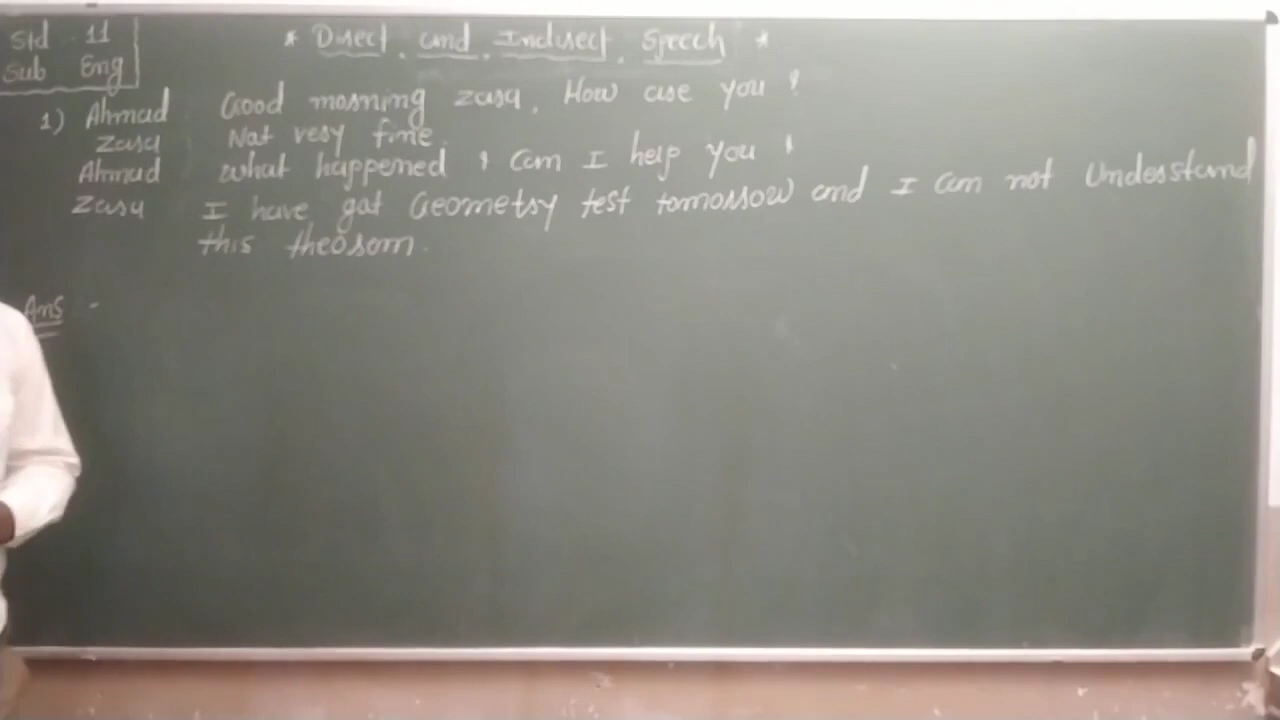 Std 11
Sub Eng
* Direct and Indirect Speech *
1) Ahmad Good morning zara. How are you ?
zara Not very fine.
Ahmad what happened ? Can I help you ?
zara I have got Geometry test tomorrow and I can not Understand
this theorom.
Ans -